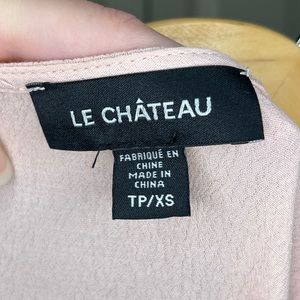 LE CHÂTEAU
FABRIQUÉ EN
CHINE
MADE IN
CHINA
TP/XS